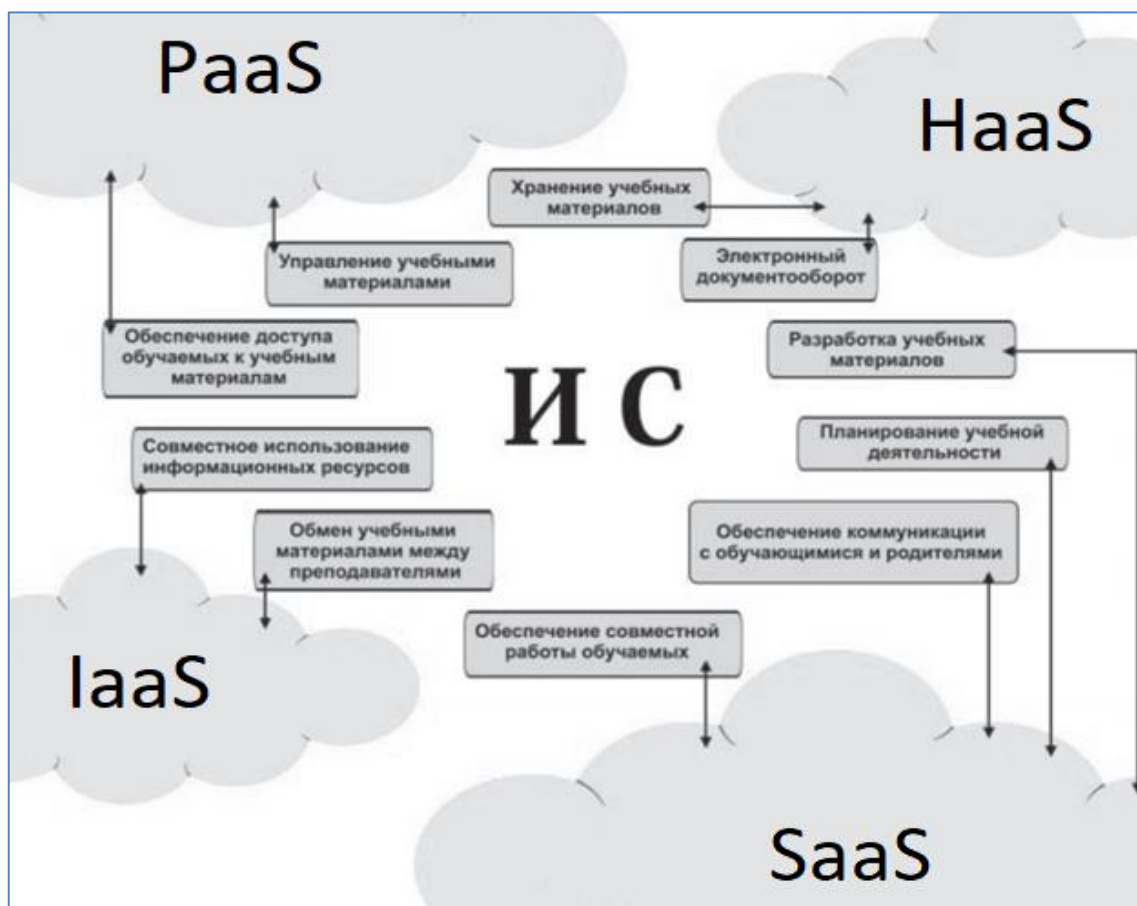 PaaS
HaaS
Хранение учебных
материалов
Управление учебными
материалами
Электронный
документооборот
Обеспечение доступа
обучаемых к учебным
материалам
Разработка учебных
материалов
И С
Совместное использование
информационных ресурсов
Планирование учебной
деятельности
Обмен учебными
материалами между
преподавателями
Обеспечение коммуникации
с обучающимися и родителями
Обеспечение совместной
работы обучаемых
IaaS
SaaS